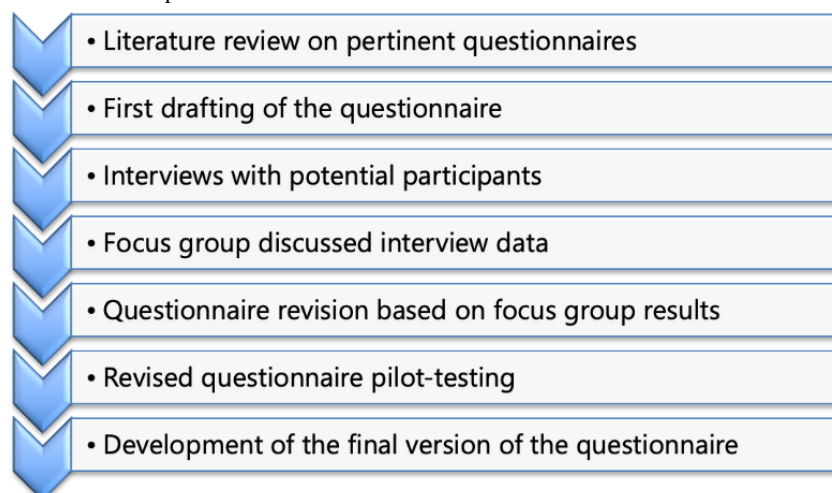 • Literature review on pertinent questionnaires
• First drafting of the questionnaire
• Interviews with potential participants
• Focus group discussed interview data
• Questionnaire revision based on focus group results
• Revised questionnaire pilot-testing
• Development of the final version of the questionnaire